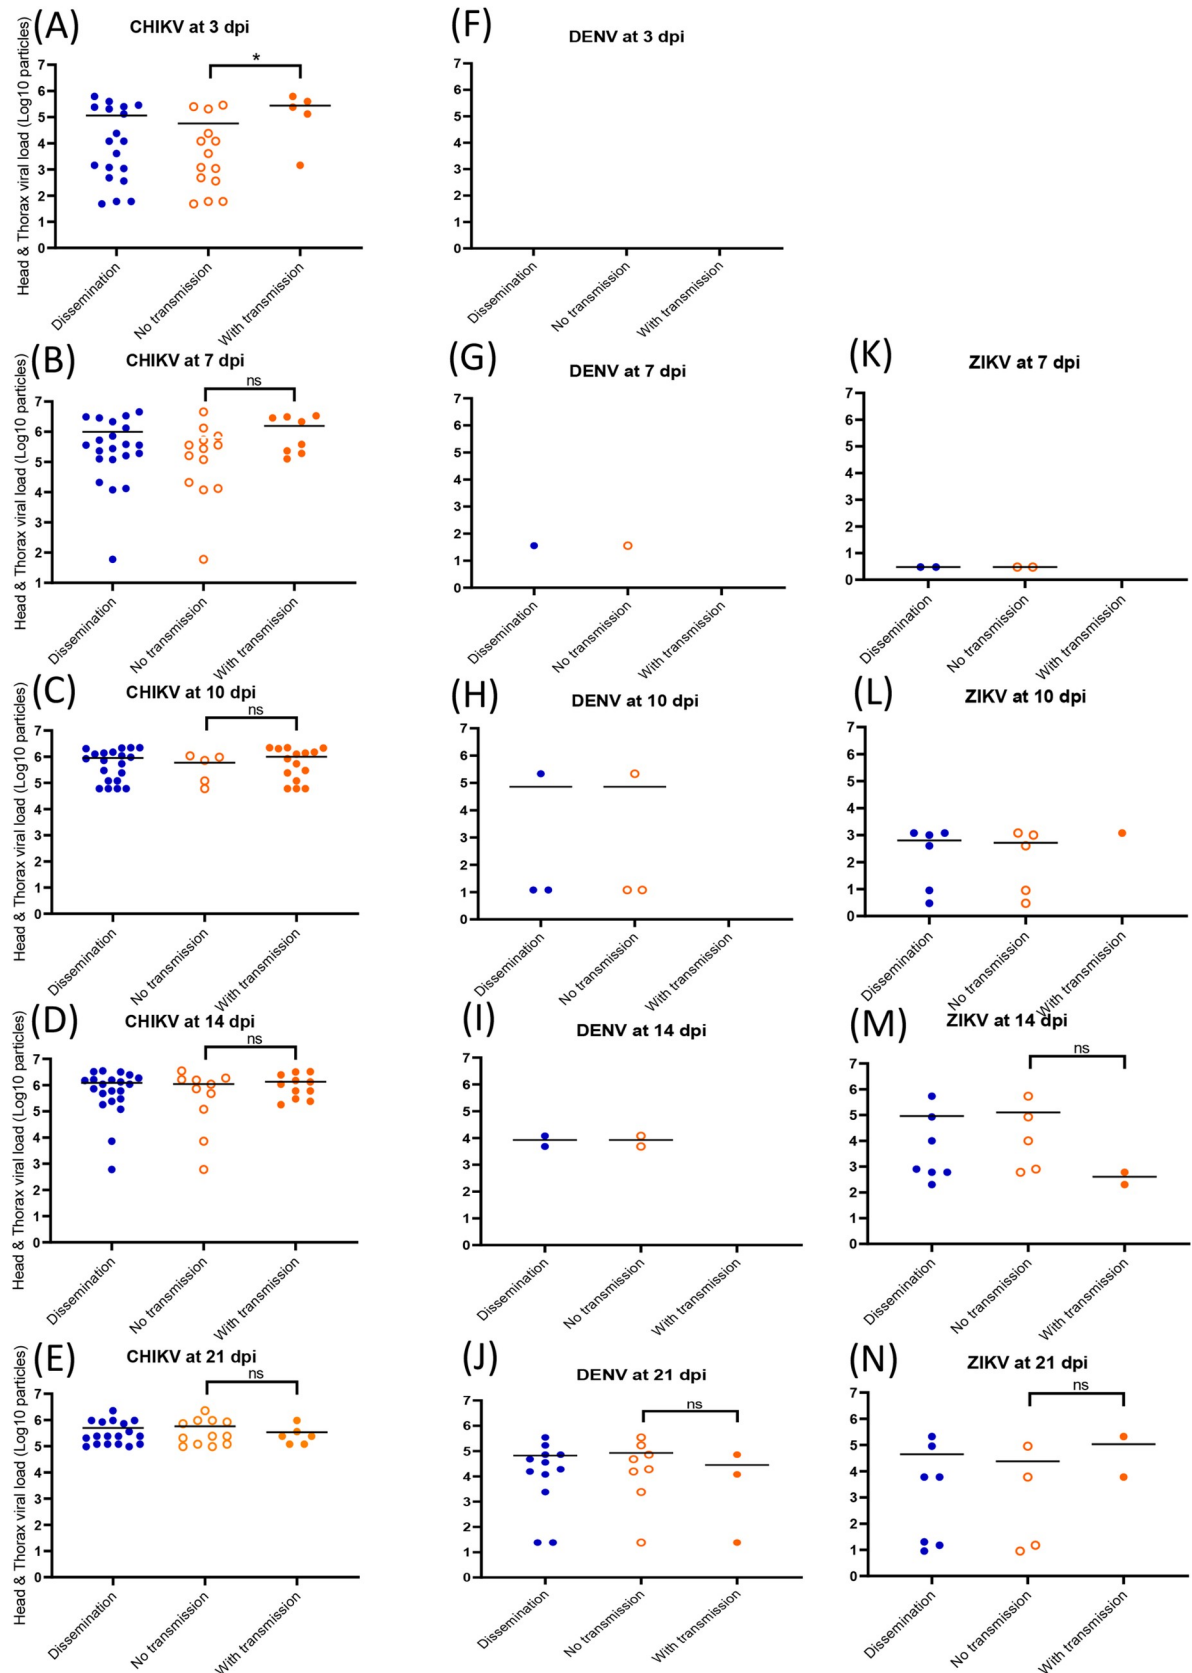 (A)
CHIKV at 3 dpi
Head & Thorax viral load (Log10 particles)
*
7
6
5
4
3
2
1
0
Dissemination
No transmission
With transmission
(F)
DENV at 3 dpi
7
6
5
4
3
2
1
0
Dissemination
No transmission
With transmission
(B)
CHIKV at 7 dpi
Head & Thorax viral load (Log10 particles)
ns
7
6
5
4
3
2
1
Dissemination
No transmission
With transmission
(G)
DENV at 7 dpi
7
6
5
4
3
2
1
0
Dissemination
No transmission
With transmission
(K)
ZIKV at 7 dpi
7
6
5
4
3
2
1
0
Dissemination
No transmission
With transmission
(C)
CHIKV at 10 dpi
Head & Thorax viral load (Log10 particles)
ns
7
6
5
4
3
2
1
0
Dissemination
No transmission
With transmission
(H)
DENV at 10 dpi
7
6
5
4
3
2
1
0
Dissemination
No transmission
With transmission
(L)
ZIKV at 10 dpi
7
6
5
4
3
2
1
0
Dissemination
No transmission
With transmission
(D)
CHIKV at 14 dpi
Head & Thorax viral load (Log10 particles)
ns
7
6
5
4
3
2
1
0
Dissemination
No transmission
With transmission
(I)
DENV at 14 dpi
7
6
5
4
3
2
1
0
Dissemination
No transmission
With transmission
(M)
ZIKV at 14 dpi
ns
7
6
5
4
3
2
1
0
Dissemination
No transmission
With transmission
(E)
CHIKV at 21 dpi
Head & Thorax viral load (Log10 particles)
ns
7
6
5
4
3
2
1
0
Dissemination
No transmission
With transmission
(J)
DENV at 21 dpi
ns
7
6
5
4
3
2
1
0
Dissemination
No transmission
With transmission
(N)
ZIKV at 21 dpi
ns
7
6
5
4
3
2
1
0
Dissemination
No transmission
With transmission